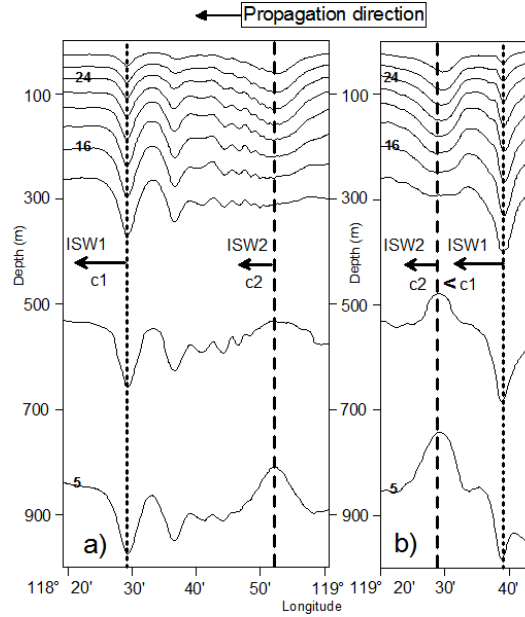 Propagation direction
24
24
100
100
16
16
300
300
Depth (m)
Depth (m)
ISW1
ISW2
ISW2
ISW1
c1
c2
c2 < c1
500
500
700
700
5
5
900
900
a)
b)
118° 20' 30' 40' 50' 119°
20' 30' 40'
Longitude